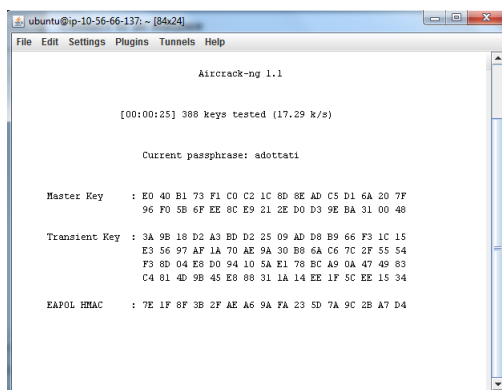 ubuntu@ip-10-56-66-137: ~ [84x24]
File Edit Settings Plugins Tunnels Help
Aircrack-ng 1.1
[00:00:25] 388 keys tested (17.29 k/s)
Current passphrase: adottati
Master Key : E0 40 B1 73 F1 C0 C2 1C 8D 8E AD C5 D1 6A 20 7F
96 F0 5B 6F EE 8C E9 21 2E D0 D3 9E BA 31 00 48
Transient Key : 3A 9B 18 D2 A3 BD D2 25 09 AD D8 B9 66 F3 1C 15
E3 56 97 AF 1A 70 AE 9A 30 B8 6A C6 7C 2F 55 54
F3 8D 04 E8 D0 94 10 5A E1 78 BC A9 0A 47 49 83
C4 81 4D 9B 45 E8 88 31 1A 14 EE 1F 5C EE 15 34
EAPOL HMAC : 7E 1F 8F 3B 2F AE A6 9A FA 23 5D 7A 9C 2B A7 D4